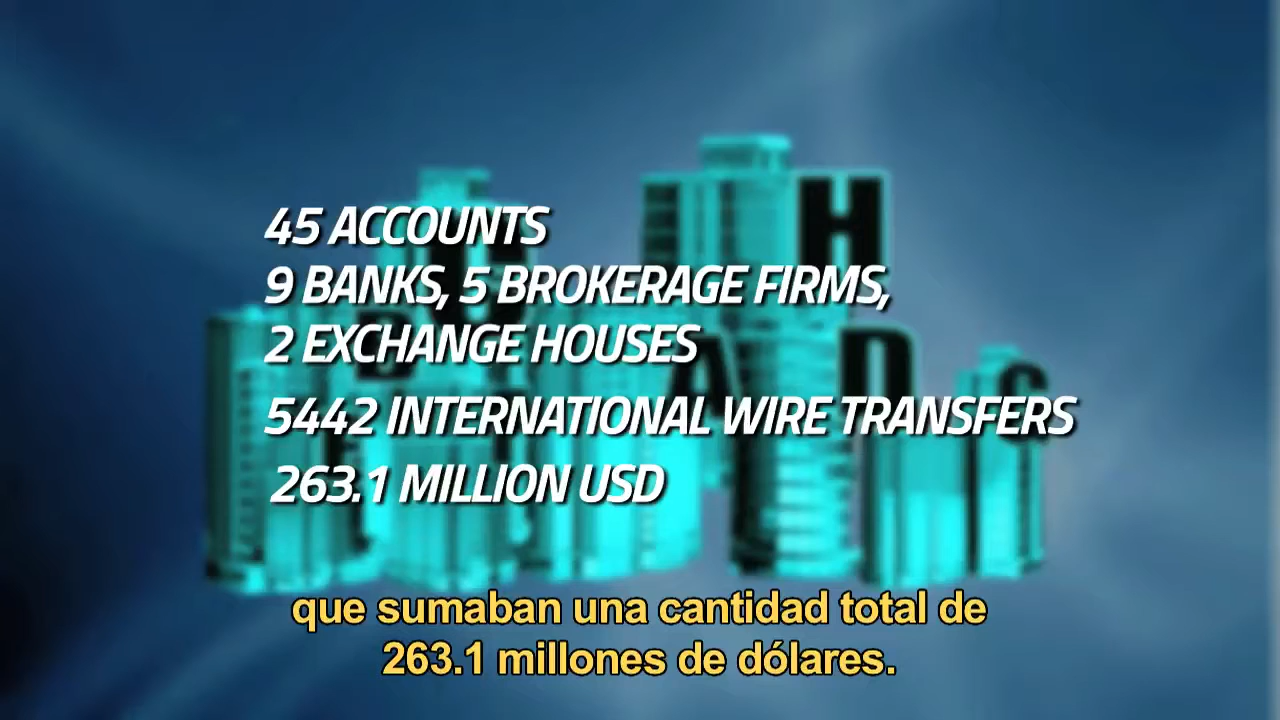 45 ACCOUNTS
9 BANKS, 5 BROKERAGE FIRMS,
2 EXCHANGE HOUSES
5442 INTERNATIONAL WIRE TRANSFERS
263.1 MILLION USD
que sumaban una cantidad total de
263.1 millones de dólares.